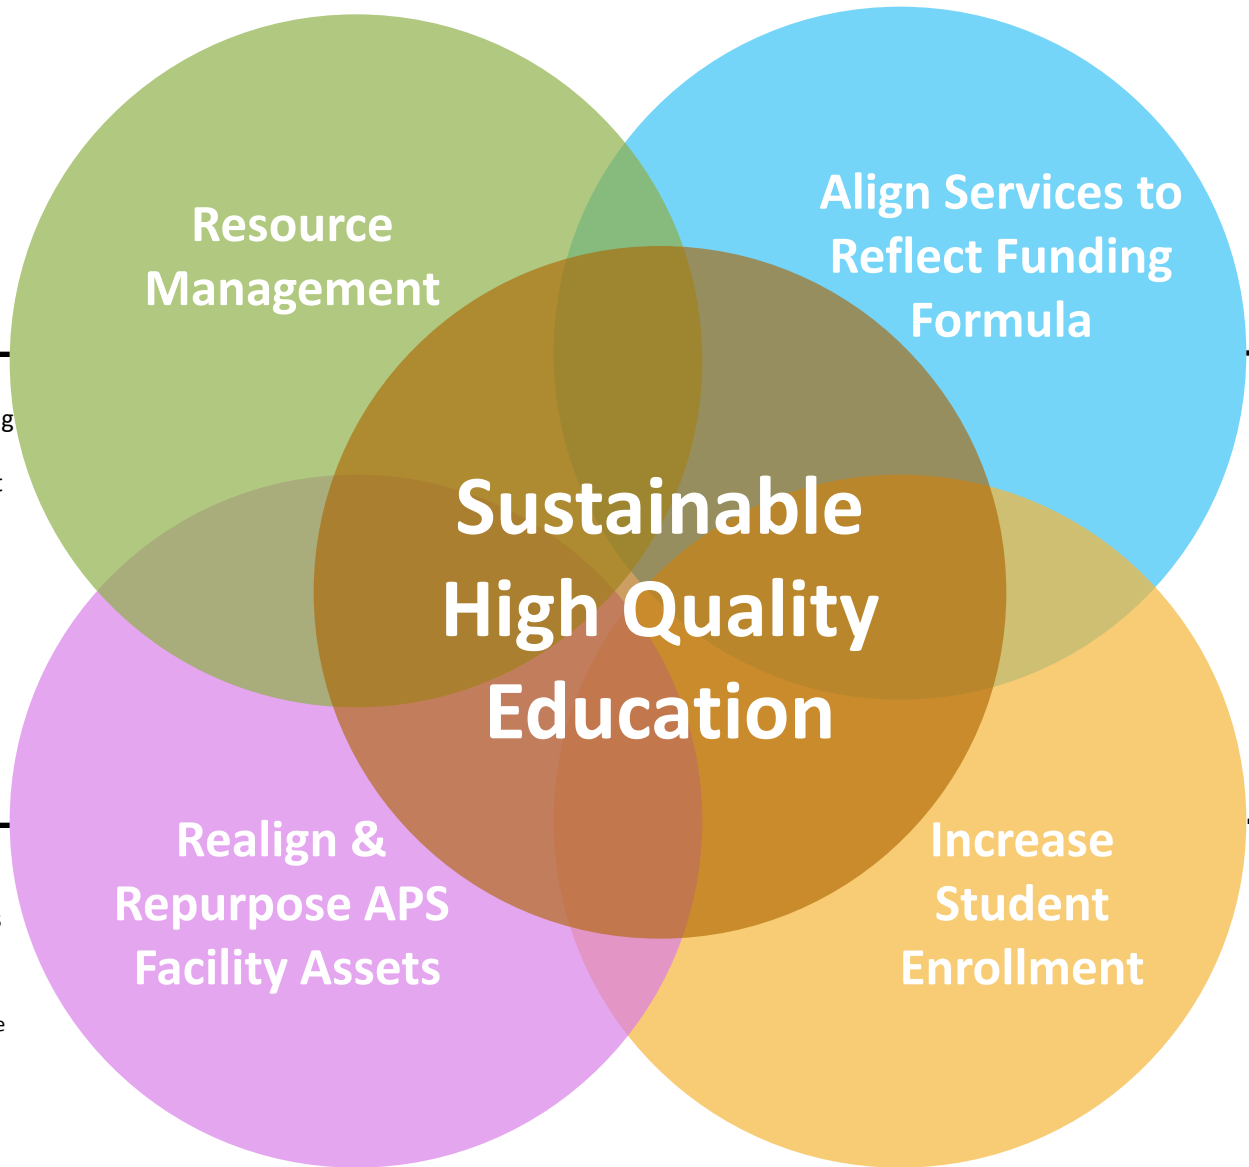 Resource
Management
Align Services to
Reflect Funding
Formula
Sustainable
High Quality
Education
Realign &
Repurpose APS
Facility Assets
Increase
Student
Enrollment